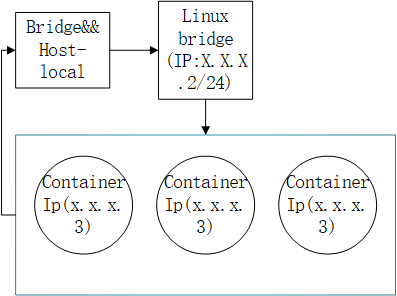 Bridge&&
Host-
local
Linux
bridge
(IP:X.X.X
.2/24)
Container
Ip(x.x.x.
3)
Container
Ip(x.x.x.
3)
Container
Ip(x.x.x.
3)